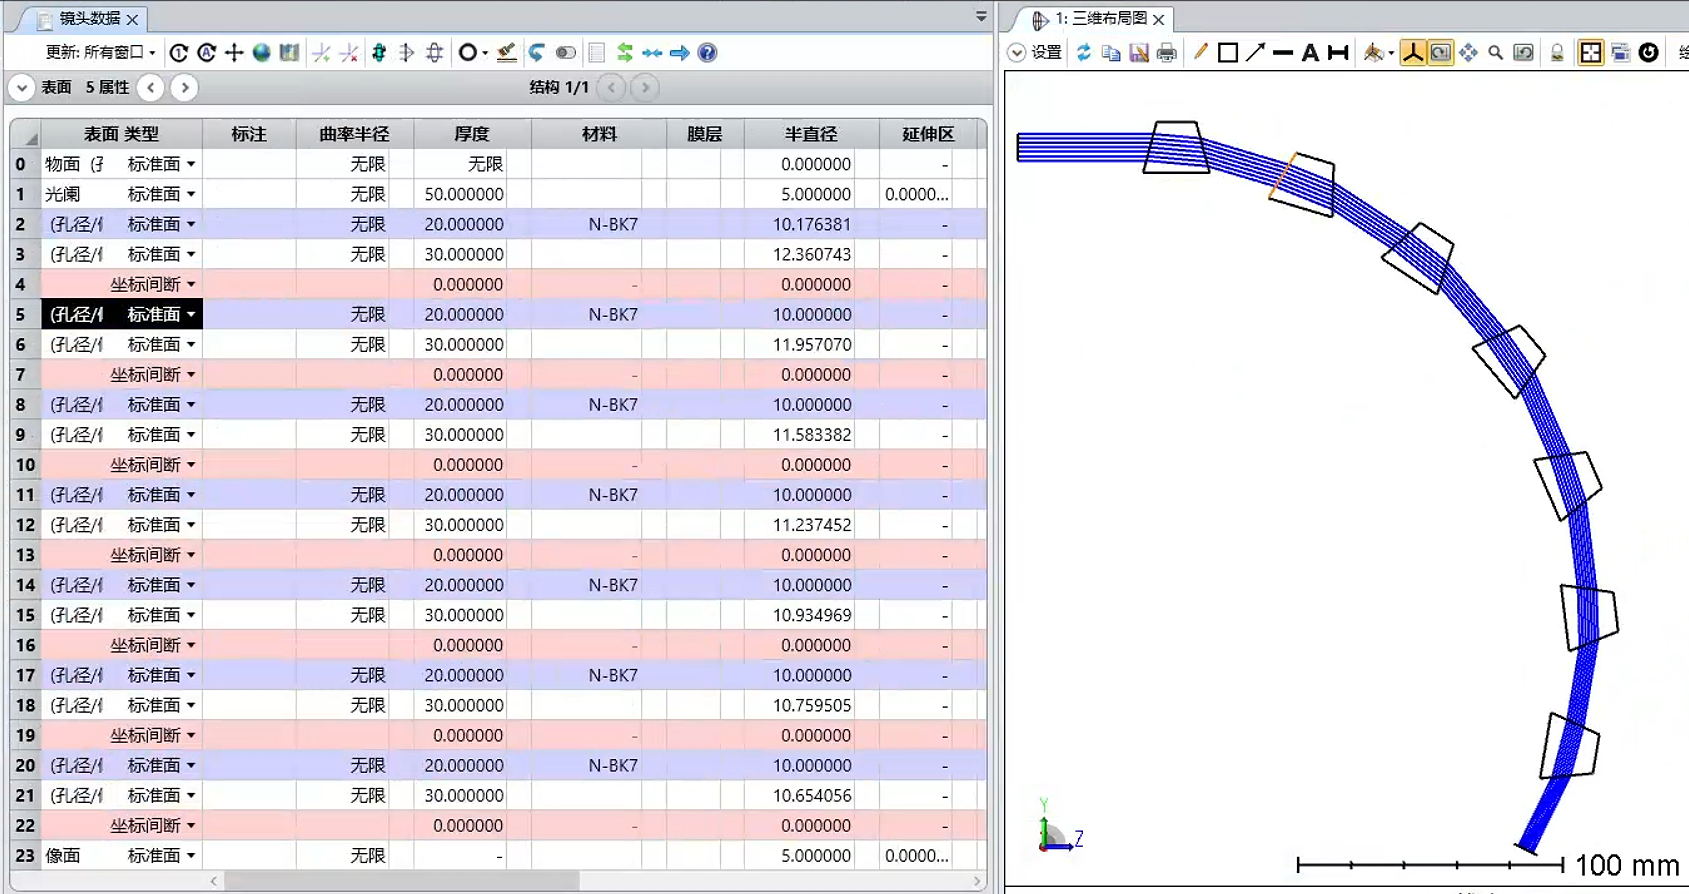 镜头数据
更新: 所有窗口
表面 5 属性
结构 1/1
表面 类型 标注 曲率半径 厚度 材料 膜层 半直径 延伸区
0 物面 标准面 无限 无限 0.000000 -
1 光阑 标准面 无限 50.000000 5.000000 0.0000...
2 (孔径/ 标准面 无限 20.000000 N-BK7 10.176381 -
3 (孔径/ 标准面 无限 30.000000 12.360743 -
4 坐标间断 0.000000 - 0.000000 -
5 (孔径/ 标准面 无限 20.000000 N-BK7 10.000000 -
6 (孔径/ 标准面 无限 30.000000 11.957070 -
7 坐标间断 0.000000 - 0.000000 -
8 (孔径/ 标准面 无限 20.000000 N-BK7 10.000000 -
9 (孔径/ 标准面 无限 30.000000 11.583382 -
10 坐标间断 0.000000 - 0.000000 -
11 (孔径/ 标准面 无限 20.000000 N-BK7 10.000000 -
12 (孔径/ 标准面 无限 30.000000 11.237452 -
13 坐标间断 0.000000 - 0.000000 -
14 (孔径/ 标准面 无限 20.000000 N-BK7 10.000000 -
15 (孔径/ 标准面 无限 30.000000 10.934969 -
16 坐标间断 0.000000 - 0.000000 -
17 (孔径/ 标准面 无限 20.000000 N-BK7 10.000000 -
18 (孔径/ 标准面 无限 30.000000 10.759505 -
19 坐标间断 0.000000 - 0.000000 -
20 (孔径/ 标准面 无限 20.000000 N-BK7 10.000000 -
21 (孔径/ 标准面 无限 30.000000 10.654056 -
22 坐标间断 0.000000 - 0.000000 -
23 像面 标准面 无限 - 5.000000 0.0000...
1: 三维布局图
设置
Y
Z
100 mm